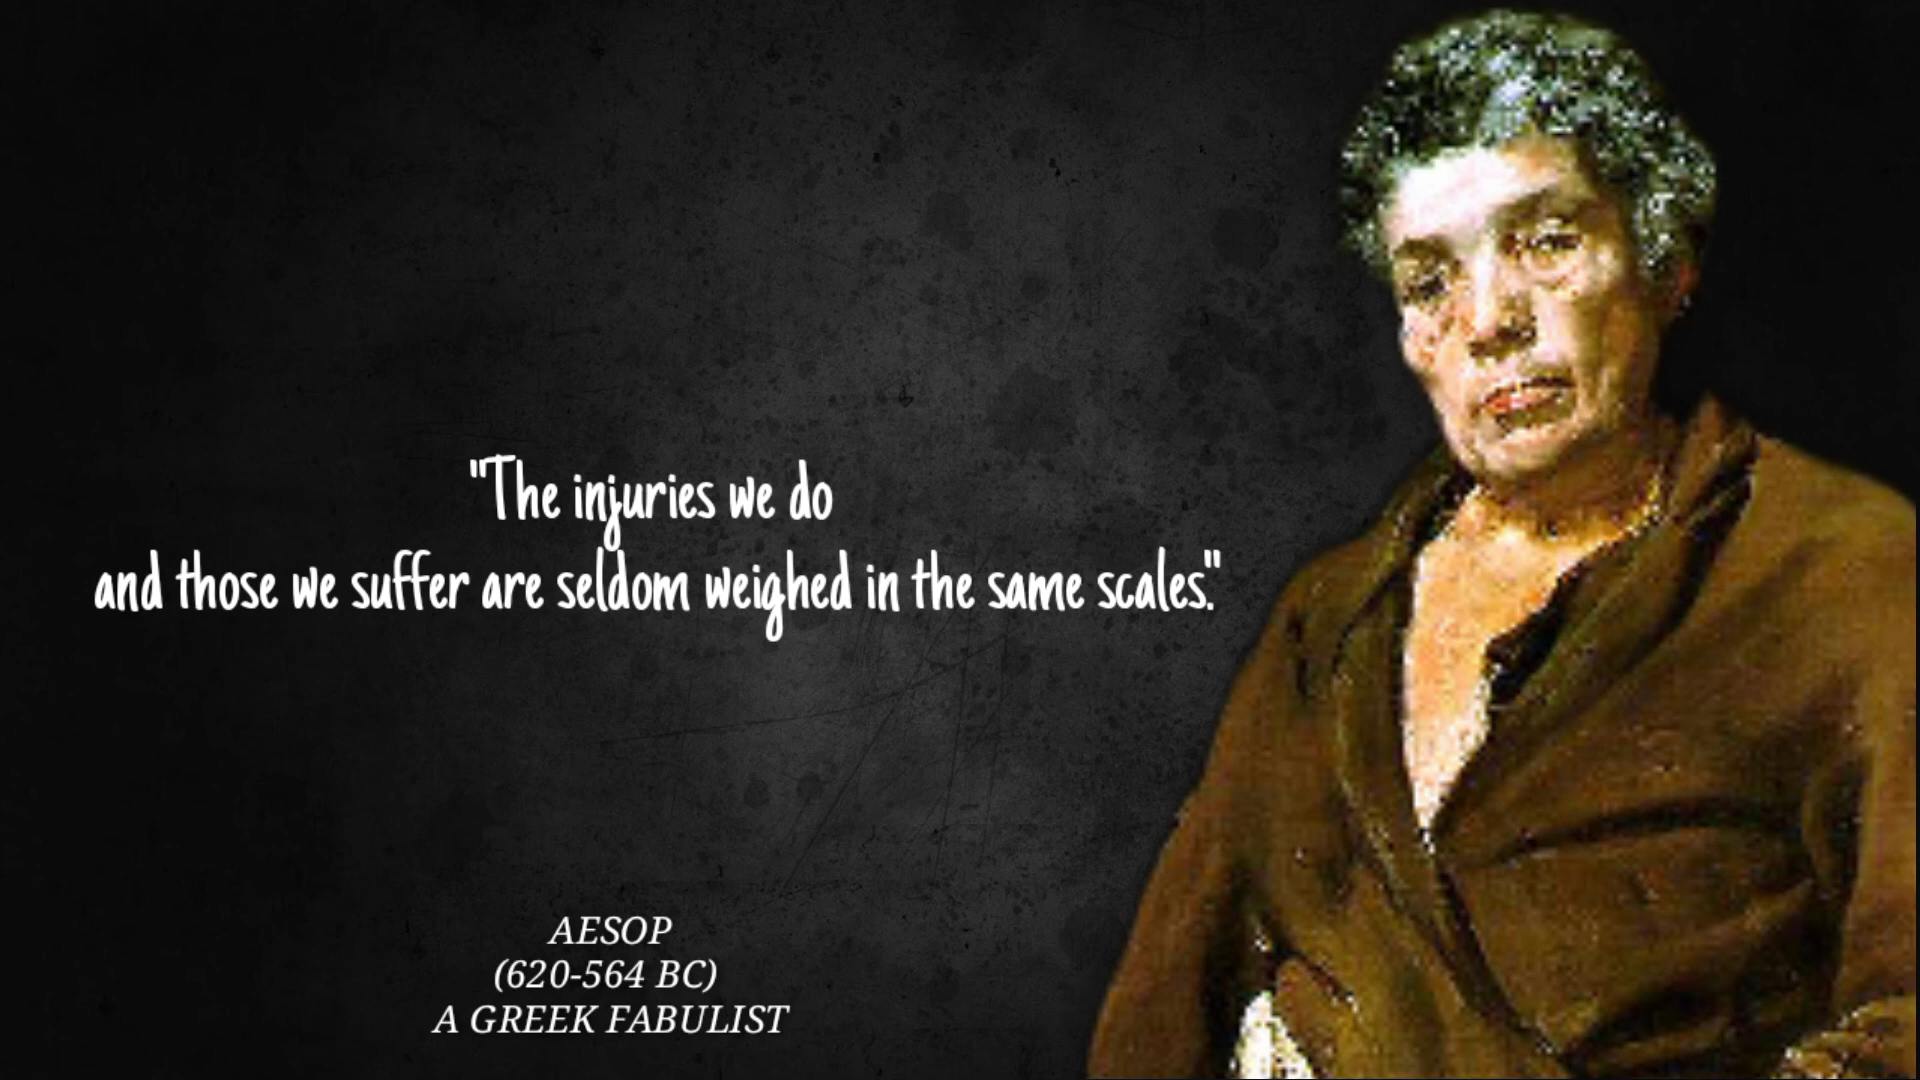 "The injuries we do
and those we suffer are seldom weighed in the same scales."
AESOP
(620-564 BC)
A GREEK FABULIST